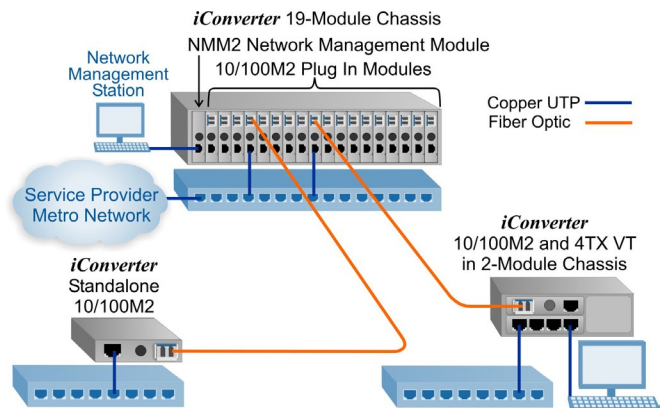 iConverter 19-Module Chassis
NMM2 Network Management Module
10/100M2 Plug In Modules
Network
Management
Station
Copper UTP
Fiber Optic
Service Provider
Metro Network
iConverter
10/100M2 and 4TX VT
in 2-Module Chassis
iConverter
Standalone
10/100M2